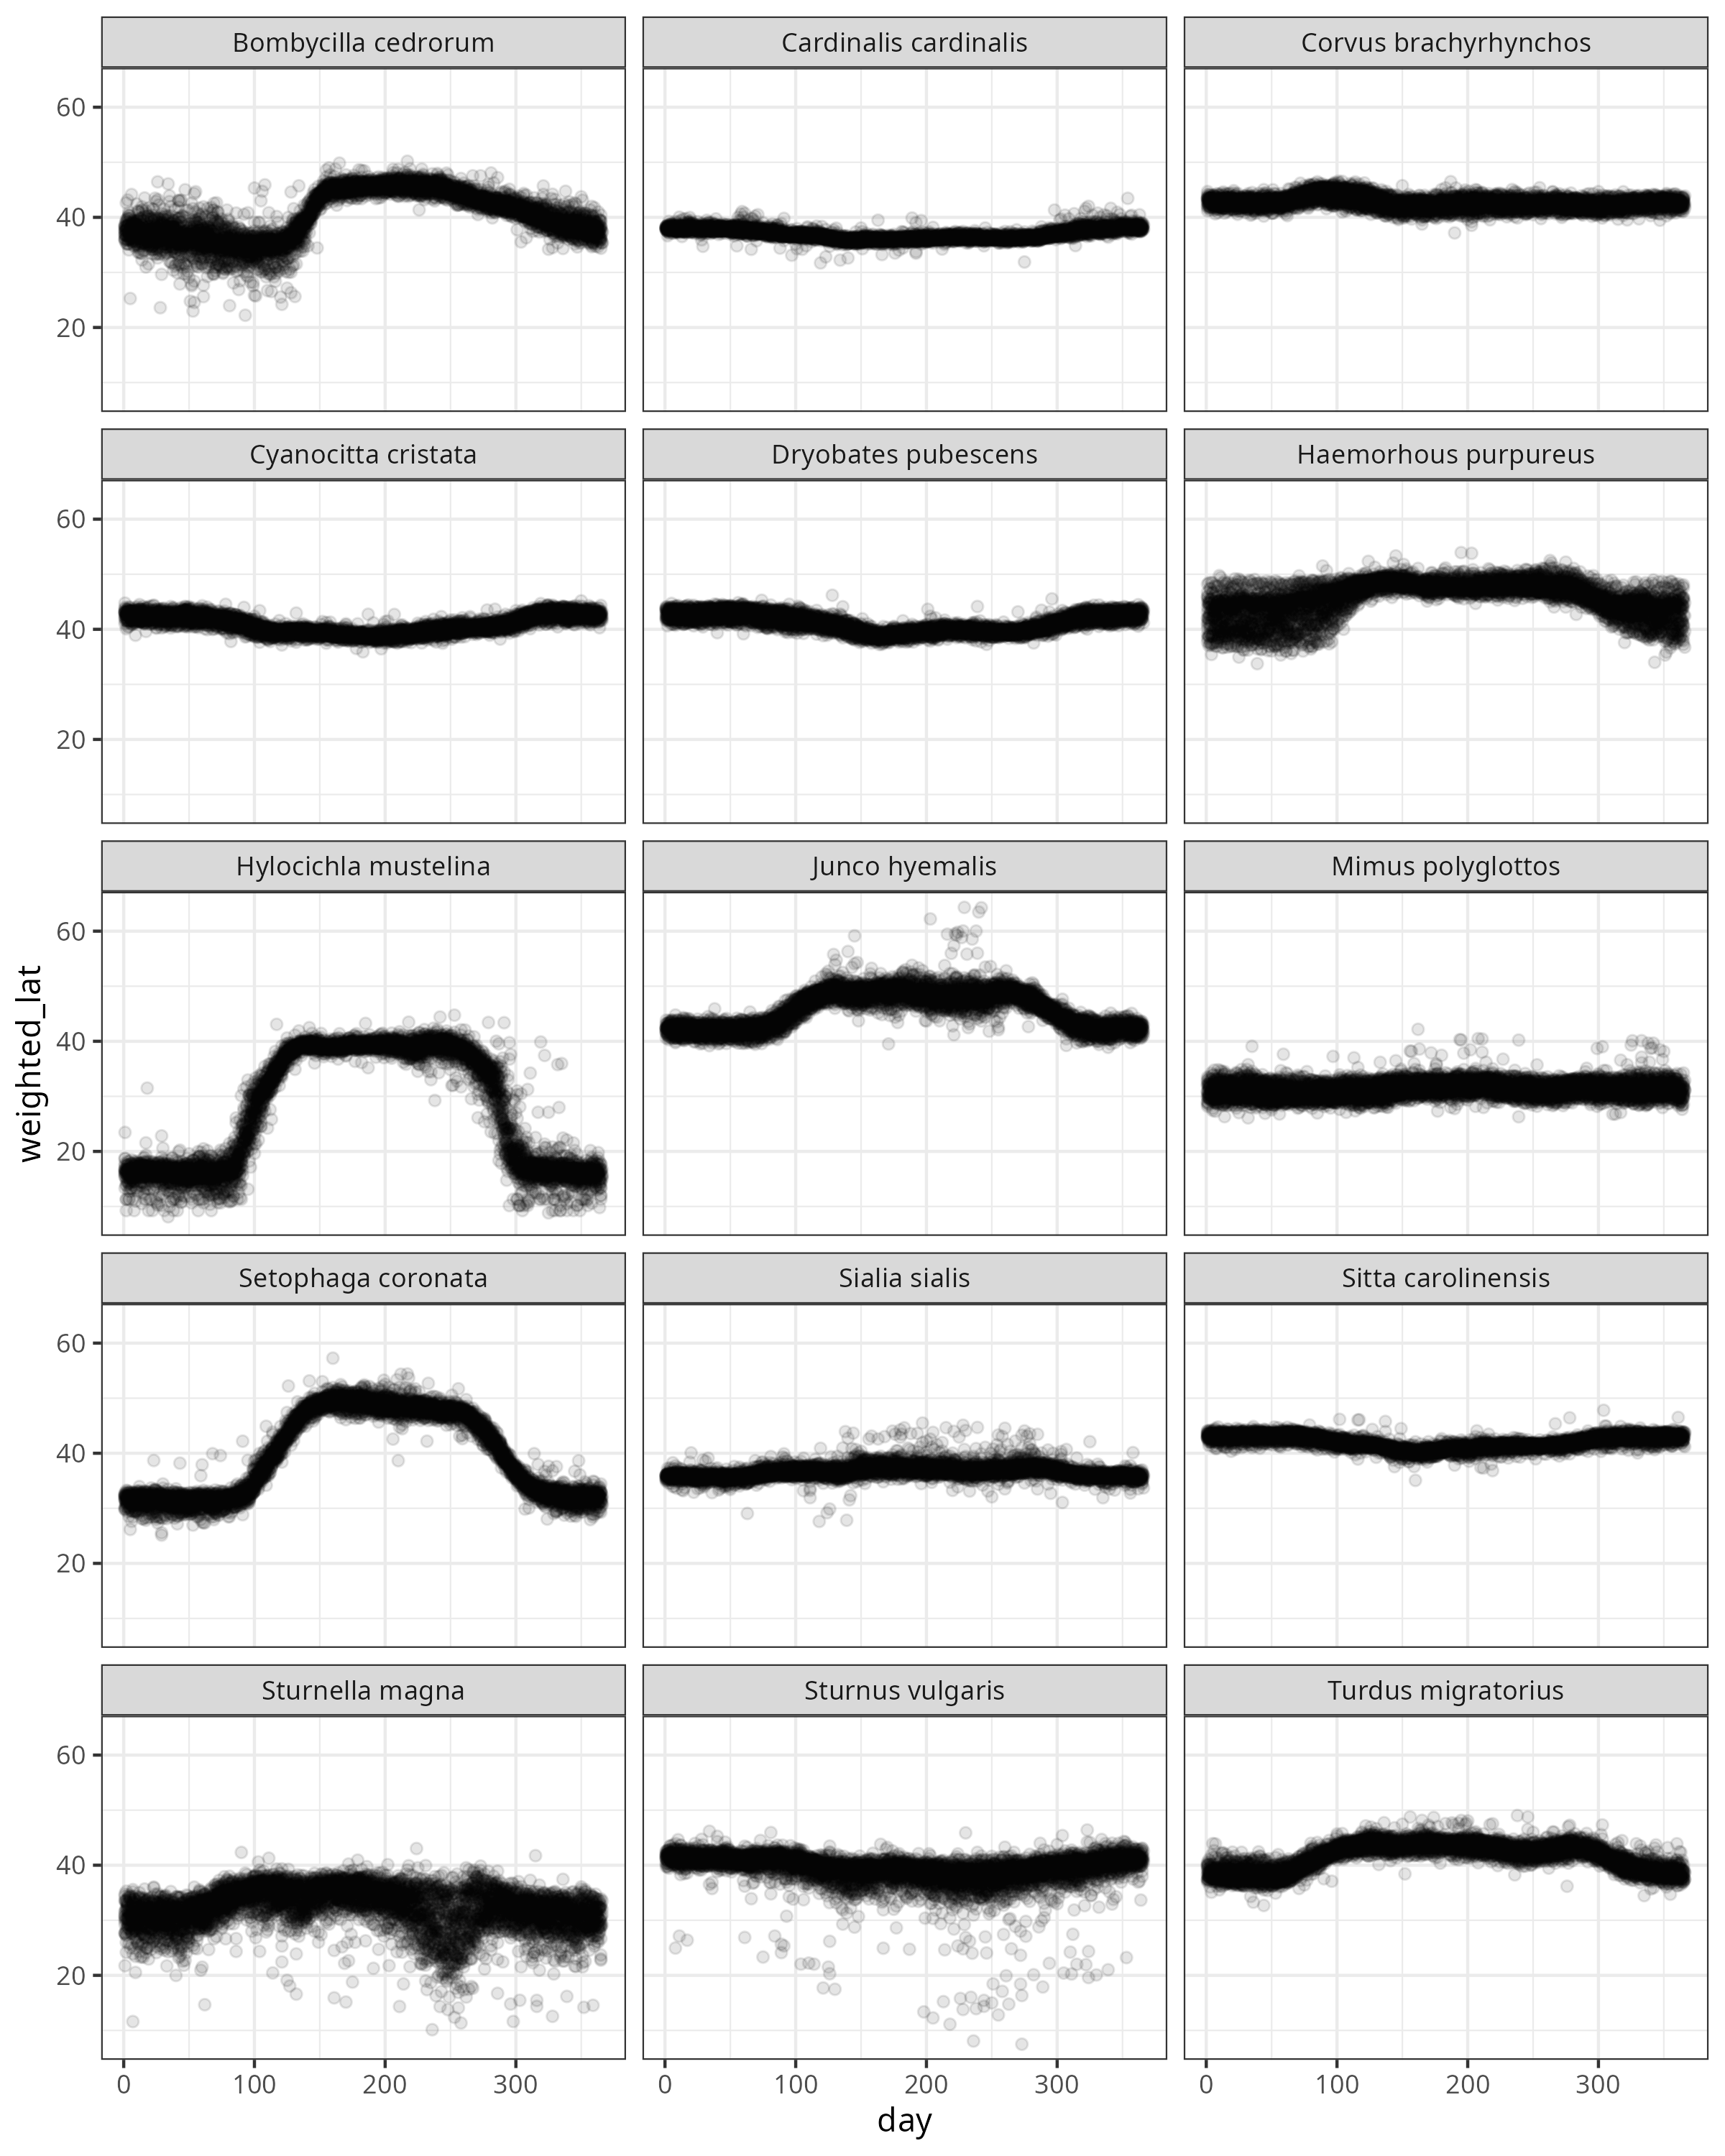 Bombycilla cedrorum
Cardinalis cardinalis
Corvus brachyrhynchos
60
40
20
Cyanocitta cristata
Dryobates pubescens
Haemorhous purpureus
60
40
20
Hylocichla mustelina
Junco hyemalis
Mimus polyglottos
60
40
20
weighted_lat
Setophaga coronata
Sialia sialis
Sitta carolinensis
60
40
20
Sturnella magna
Sturnus vulgaris
Turdus migratorius
60
40
20
0 100 200 300
0 100 200 300
0 100 200 300
day